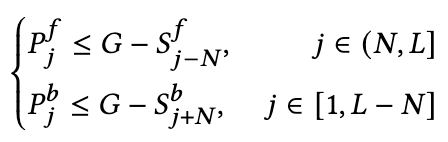 P_j^f ≤ G − S_{j−N}^f, j ∈ (N, L]
P_j^b ≤ G − S_{j+N}^b, j ∈ [1, L − N]